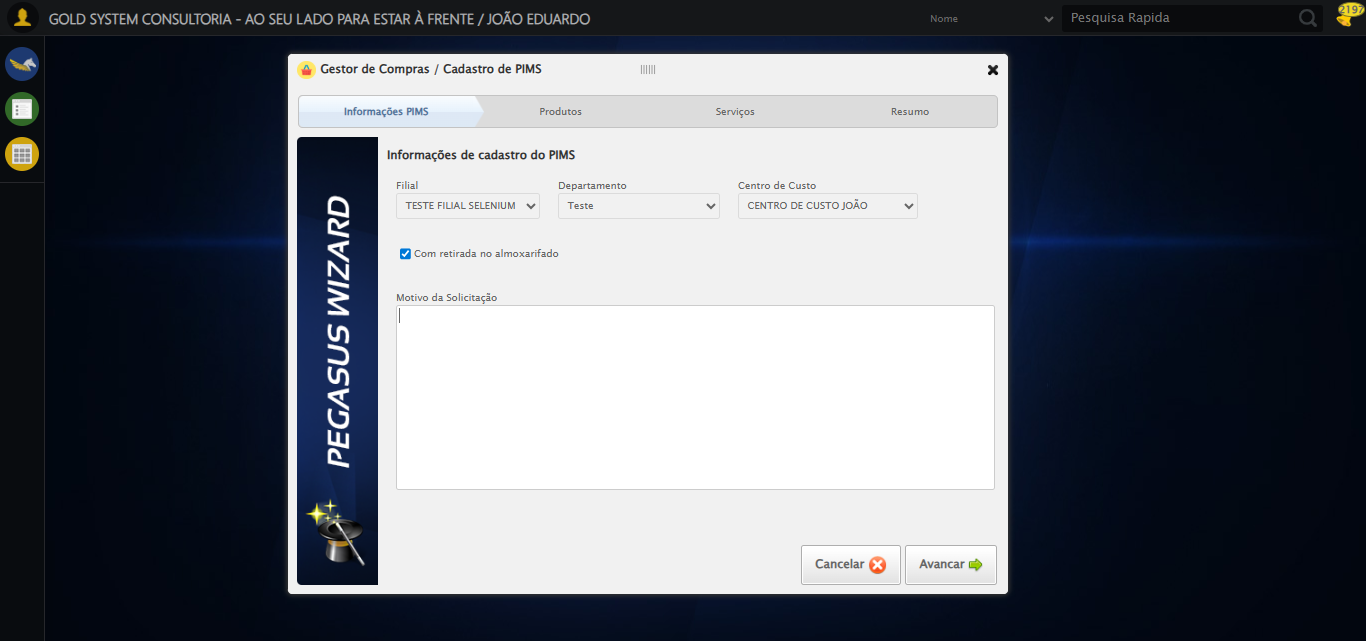 GOLD SYSTEM CONSULTORIA - AO SEU LADO PARA ESTAR À FRENTE / JOÃO EDUARDO
Nome
Pesquisa Rapida
2197
Gestor de Compras / Cadastro de PIMS
Informações PIMS
Produtos
Serviços
Resumo
PEGASUS WIZARD
Informações de cadastro do PIMS
Filial
Departamento
Centro de Custo
TESTE FILIAL SELENIUM
Teste
CENTRO DE CUSTO JOÃO
Com retirada no almoxarifado
Motivo da Solicitação
Cancelar
Avancar